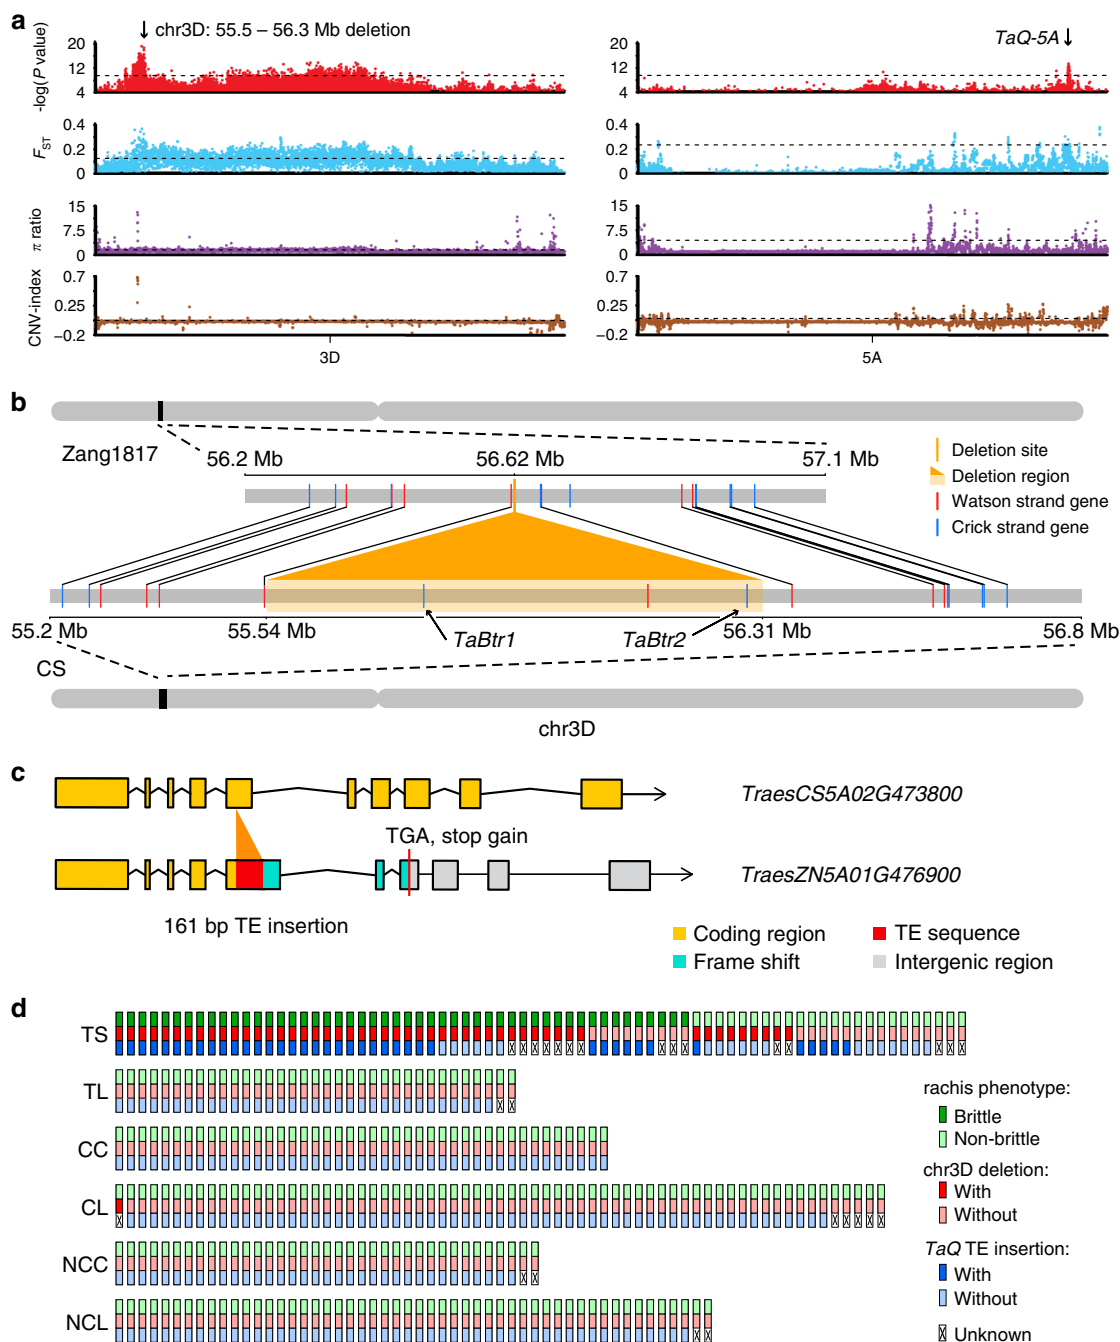 a
chr3D: 55.5 – 56.3 Mb deletion
TaQ-5A
-log(P value)
20
12
4
20
12
4
FST
0.4
0.2
0
0.4
0.2
0
π ratio
15
7.5
0
15
7.5
0
CNV-index
0.7
0.25
−0.2
0.7
0.25
−0.2
3D
5A
b
Zang1817
56.2 Mb
56.62 Mb
57.1 Mb
Deletion site
Deletion region
Watson strand gene
Crick strand gene
55.2 Mb
55.54 Mb
TaBtr1
TaBtr2
56.31 Mb
56.8 Mb
CS
chr3D
c
TraesCS5A02G473800
TGA, stop gain
TraesZN5A01G476900
161 bp TE insertion
Coding region
TE sequence
Frame shift
Intergenic region
d
TS
TL
CC
CL
NCC
NCL
rachis phenotype:
Brittle
Non-brittle
chr3D deletion:
With
Without
TaQ TE insertion:
With
Without
Unknown